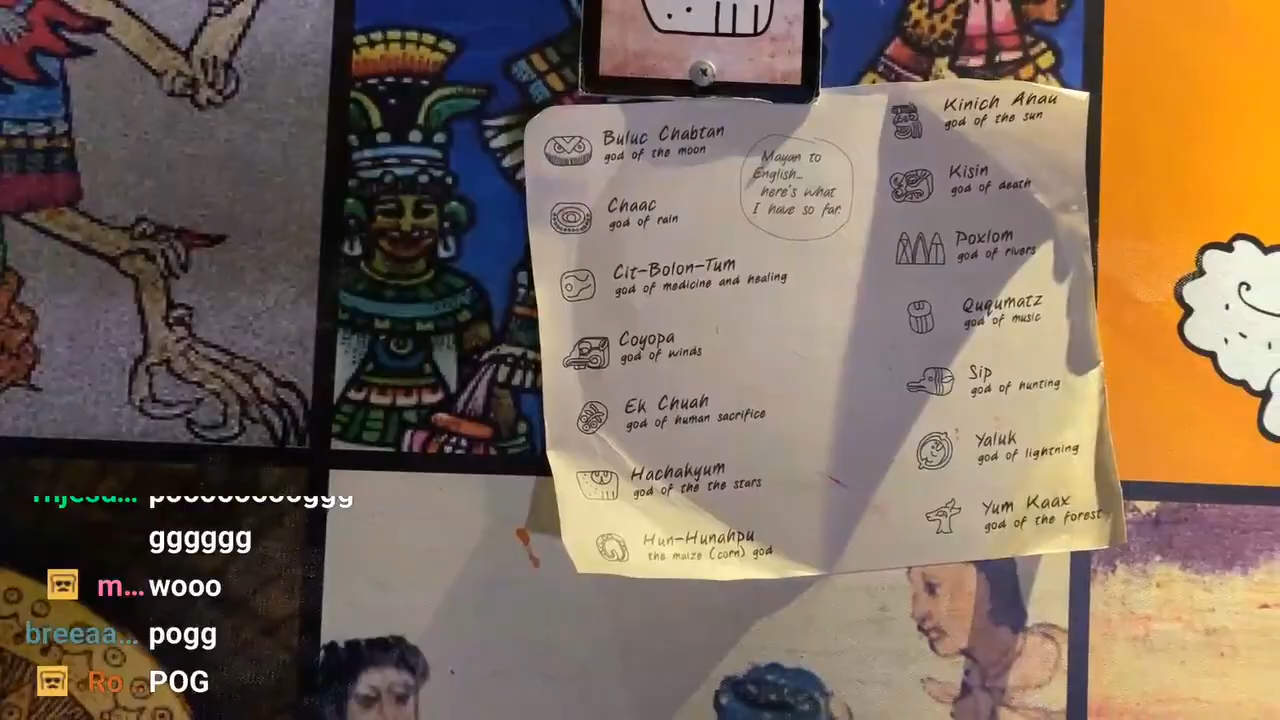 Buluc Chabtan
god of the moon
Chaac
god of rain
Cit-Bolon-Tum
god of medicine and healing
Coyopa
god of winds
Ek Chuah
god of human sacrifice
Hachakyum
god of the the stars
Hun-Hunahpu
the maize (corn) god
Mayan to
English...
here's what
I have so far.
Kinich Ahau
god of the sun
Kisin
god of death
Poxlom
god of rivers
Ququmatz
god of music
Sip
god of hunting
Yaluk
god of lightning
Yum Kaax
god of the forest
gggggg
m... wooo
breeaa... pogg
Ro... POG